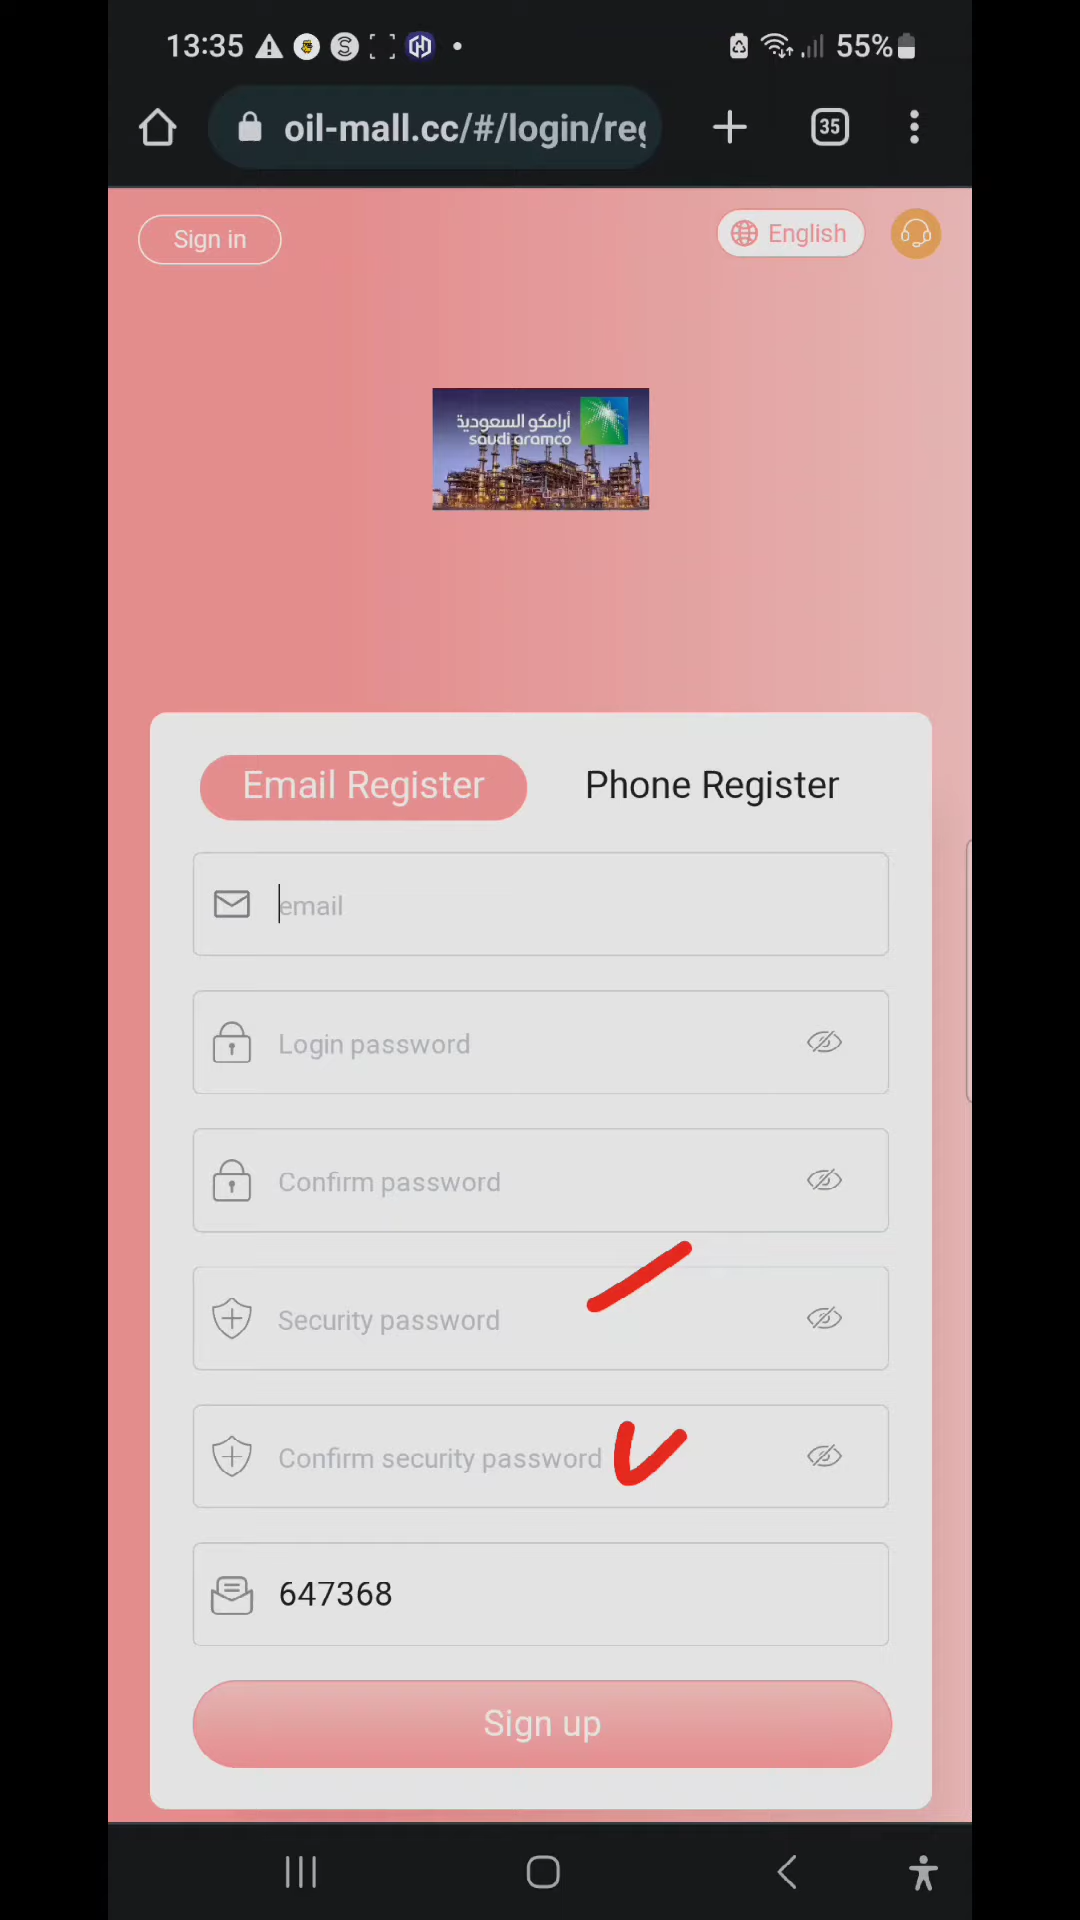 13:35
55%
oil-mall.cc/#/login/reg
35
Sign in
English
أرامكو السعودية
saudi aramco
Email Register
Phone Register
email
Login password
Confirm password
Security password
Confirm security password
647368
Sign up